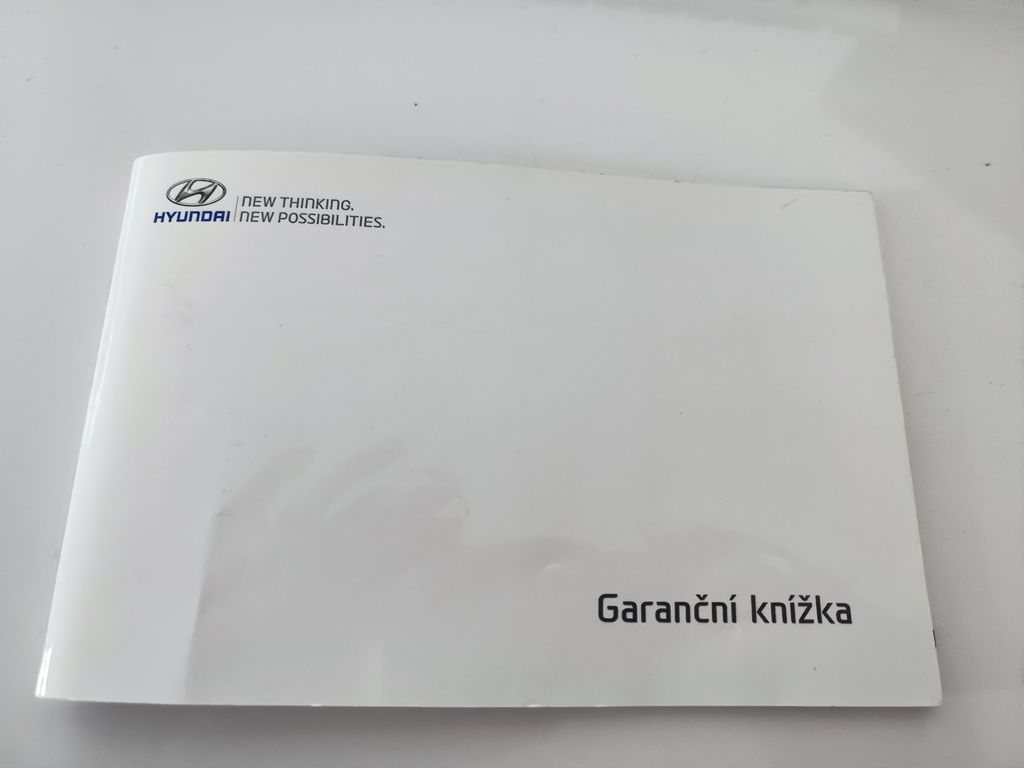 HYUNDAI
NEW THINKING.
NEW POSSIBILITIES.
Garanční knížka